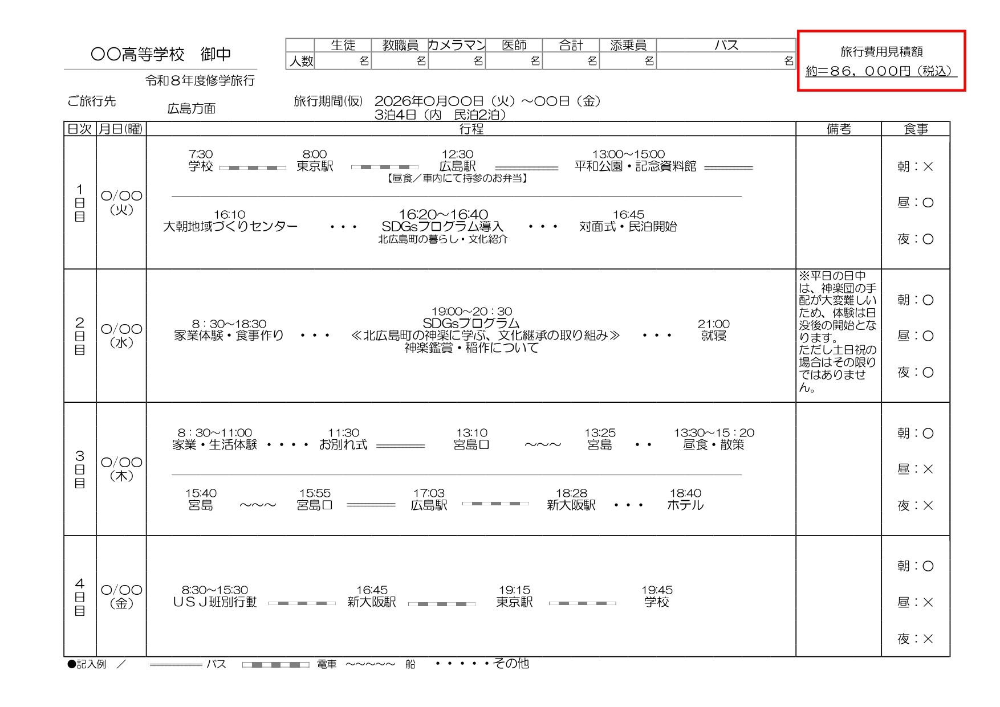 〇〇高等学校　御中
生徒 教職員 カメラマン 医師 合計 添乗員 バス
人数 名 名 名 名 名 名 名
旅行費用見積額
約＝８６，０００円（税込）
令和８年度修学旅行
ご旅行先 広島方面 旅行期間(仮) 2026年〇月〇〇日（火）～〇〇日（金）
3泊4日（内　民泊2泊）
日次 月日(曜) 行程 備考 食事
1日目
〇/〇〇
（火）
7:30 8:00 12:30 13:00～15:00
学校 東京駅 広島駅 平和公園・記念資料館
【昼食／車内にて持参のお弁当】
16:10 16:20～16:40 16:45
大朝地域づくりセンター ・・・ SDGsプログラム導入 ・・・ 対面式・民泊開始
北広島町の暮らし・文化紹介
朝：×
昼：〇
夜：〇
2日目
〇/〇〇
（水）
8：30～18:30 19:00～20：30 21:00
SDGsプログラム
家業体験・食事作り ・・・ ≪北広島町の神楽に学ぶ、文化継承の取り組み≫ ・・・ 就寝
神楽鑑賞・稲作について
※平日の日中
は、神楽団の手
配が大変難しい
ため、体験は日
没後の開始とな
ります。
ただし土日祝の
場合はその限り
ではありませ
ん。
朝：〇
昼：〇
夜：〇
3日目
〇/〇〇
（木）
8：30～11:00 11:30 13:10 13:25 13:30～15：20
家業・生活体験 ・・・・ お別れ式 宮島口 ～～～ 宮島 ・・ 昼食・散策
15:40 15:55 17:03 18:28 18:40
宮島 ～～～ 宮島口 広島駅 新大阪駅 ・・・ ホテル
朝：〇
昼：×
夜：×
4日目
〇/〇〇
（金）
8:30～15:30 16:45 19:15 19:45
ＵＳＪ班別行動 新大阪駅 東京駅 学校
朝：〇
昼：×
夜：×
●記入例　／ バス 電車 ～～～～～ 船 ・・・・・その他